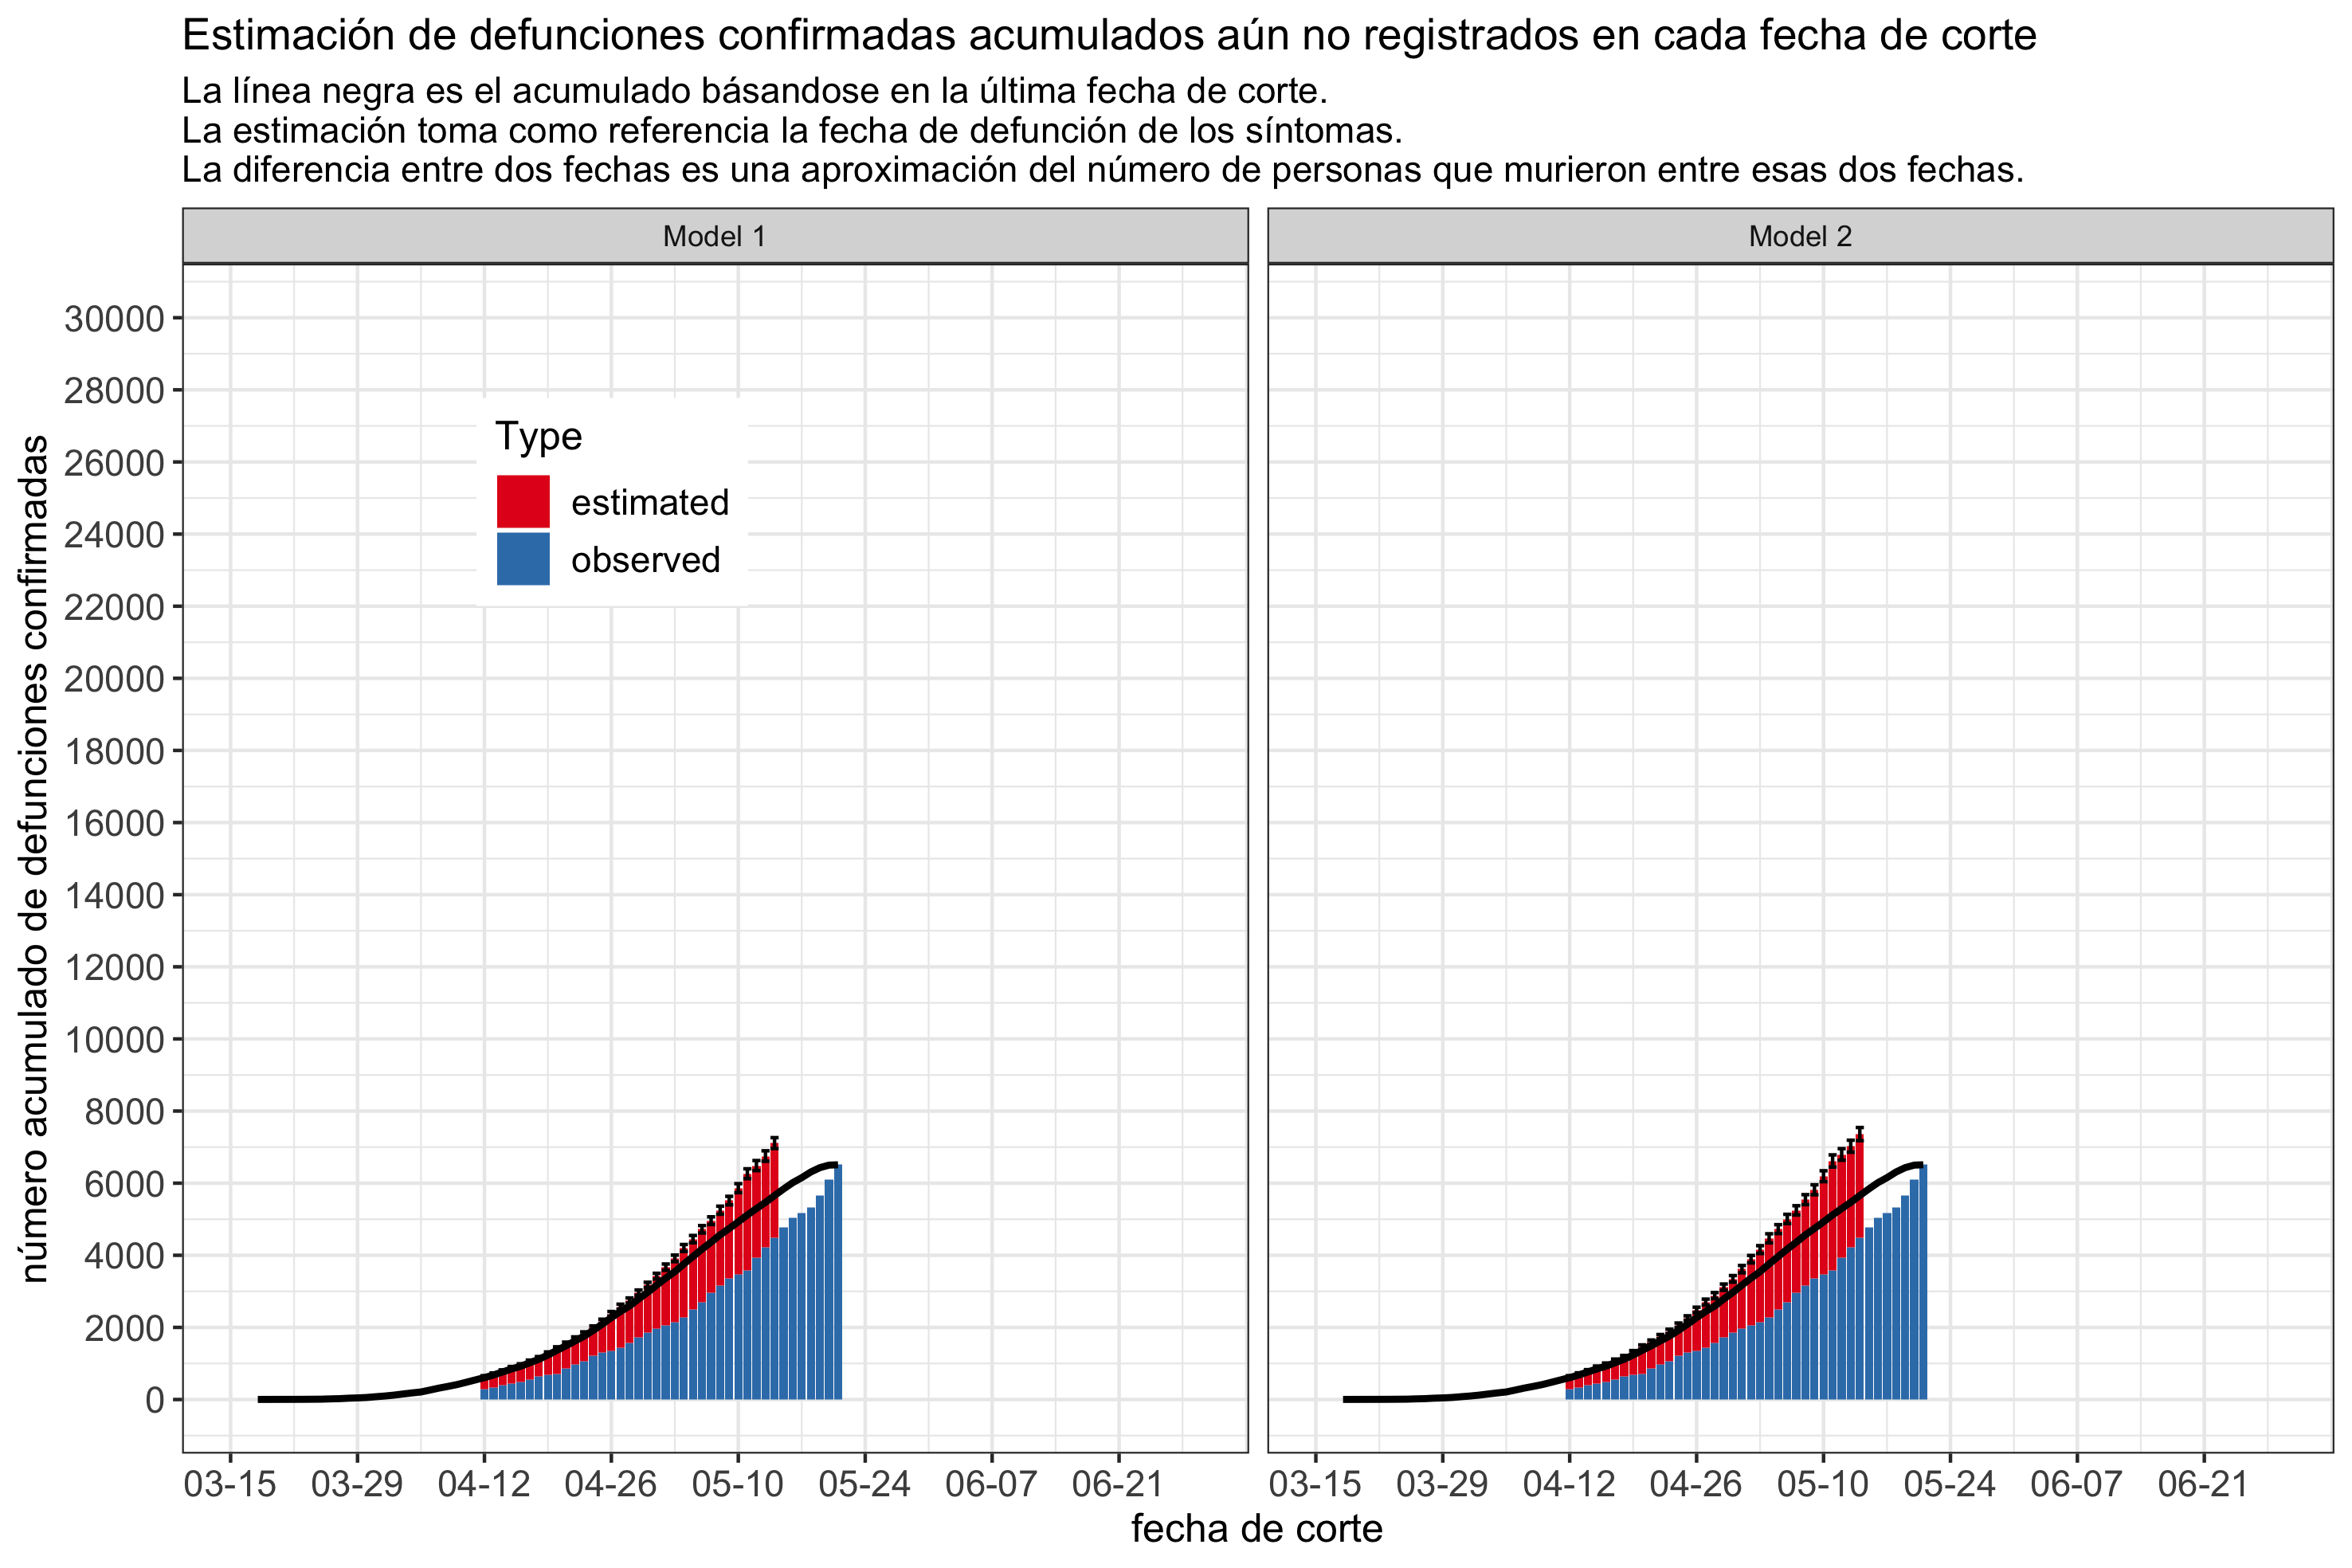 Estimación de defunciones confirmadas acumulados aún no registrados en cada fecha de corte
La línea negra es el acumulado básandose en la última fecha de corte.
La estimación toma como referencia la fecha de defunción de los síntomas.
La diferencia entre dos fechas es una aproximación del número de personas que murieron entre esas dos fechas.
Model 1
Model 2
número acumulado de defunciones confirmadas
30000
28000
26000
24000
22000
20000
18000
16000
14000
12000
10000
8000
6000
4000
2000
0
Type
estimated
observed
03-15 03-29 04-12 04-26 05-10 05-24 06-07 06-21
03-15 03-29 04-12 04-26 05-10 05-24 06-07 06-21
fecha de corte